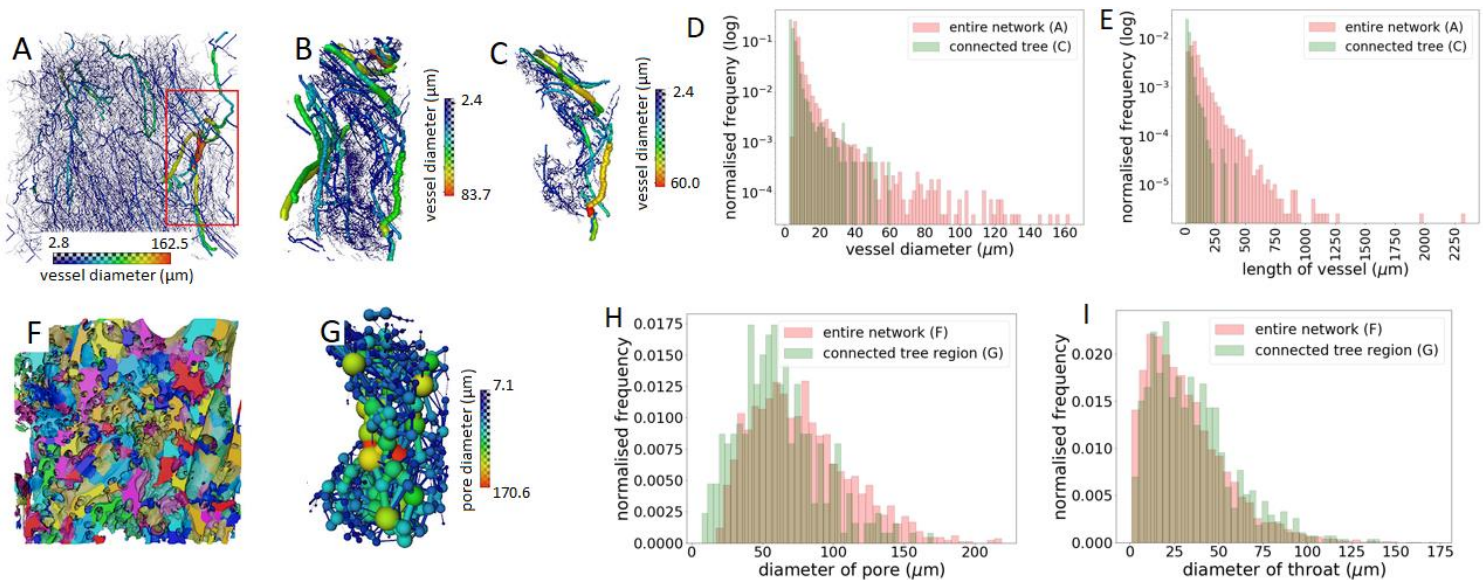 A
2.8
162.5
vessel diameter (µm)
B
2.4
vessel diameter (µm)
83.7
C
2.4
vessel diameter (µm)
60.0
D
normalised frequeny (log)
10⁻¹
10⁻²
10⁻³
10⁻⁴
entire network (A)
connected tree (C)
0 20 40 60 80 100 120 140 160
vessel diameter (µm)
E
normalised frequency (log)
10⁻²
10⁻³
10⁻⁴
10⁻⁵
entire network (A)
connected tree (C)
0 250 500 750 1000 1250 1500 1750 2000 2250
length of vessel (µm)
F
G
7.1
pore diameter (µm)
170.6
H
normalised frequency
0.0175
0.0150
0.0125
0.0100
0.0075
0.0050
0.0025
0.0000
entire network (F)
connected tree region (G)
50 100 150 200
diameter of pore (µm)
I
normalised frequency
0.020
0.015
0.010
0.005
0.000
entire network (F)
connected tree region (G)
0 25 50 75 100 125 150 175
diameter of throat (µm)